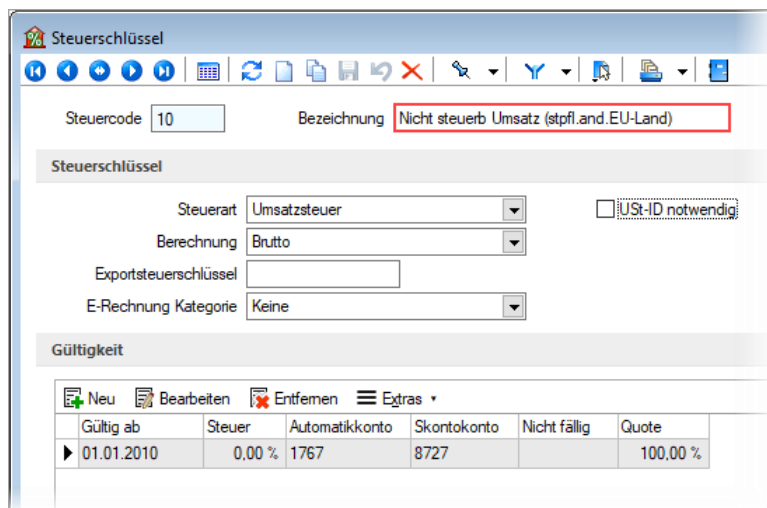 Steuerschlüssel
Steuercode 10 Bezeichnung Nicht steuerb Umsatz (stpfl.and.EU-Land)
Steuerschlüssel
Steuerart Umsatzsteuer USt-ID notwendig
Berechnung Brutto
Exportsteuerschlüssel
E-Rechnung Kategorie Keine
Gültigkeit
Neu Bearbeiten Entfernen Extras
Gültig ab Steuer Automatikkonto Skontokonto Nicht fällig Quote
01.01.2010 0,00 % 1767 8727 100,00 %